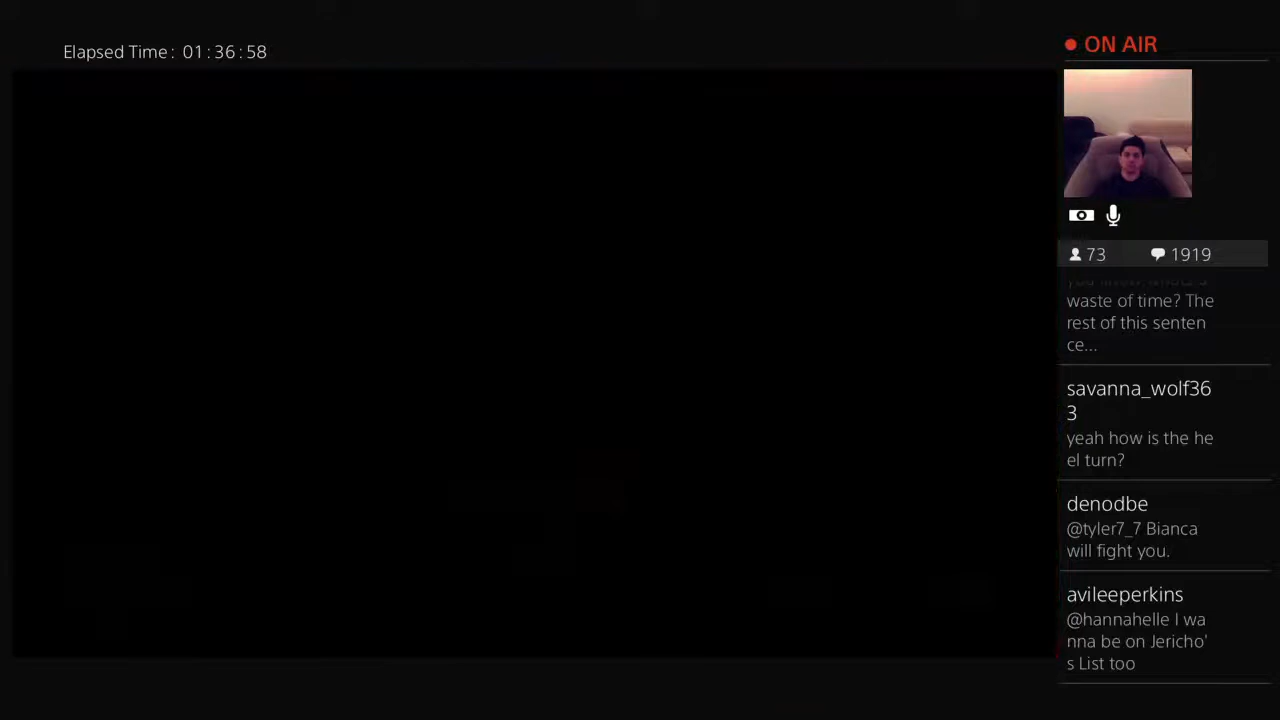 Elapsed Time: 01:36:58
ON AIR
73 1919
waste of time? The
rest of this senten
ce...
savanna_wolf36
3
yeah how is the he
el turn?
denodbe
@tyler7_7 Bianca
will fight you.
avileeperkins
@hannahelle I wa
nna be on Jericho'
s List too